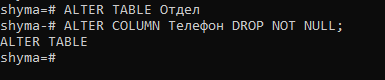 shyma=# ALTER TABLE Отдел
shyma-# ALTER COLUMN Телефон DROP NOT NULL;
ALTER TABLE
shyma=#